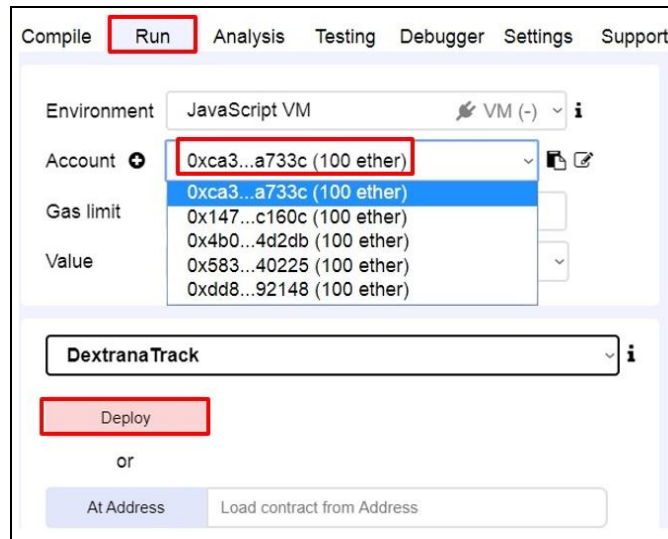 Compile Run Analysis Testing Debugger Settings Support
Environment JavaScript VM VM (-) i
Account 0xca3...a733c (100 ether)
0xca3...a733c (100 ether)
Gas limit 0x147...c160c (100 ether)
0x4b0...4d2db (100 ether)
Value 0x583...40225 (100 ether)
0xdd8...92148 (100 ether)
DextranaTrack i
Deploy
or
At Address Load contract from Address